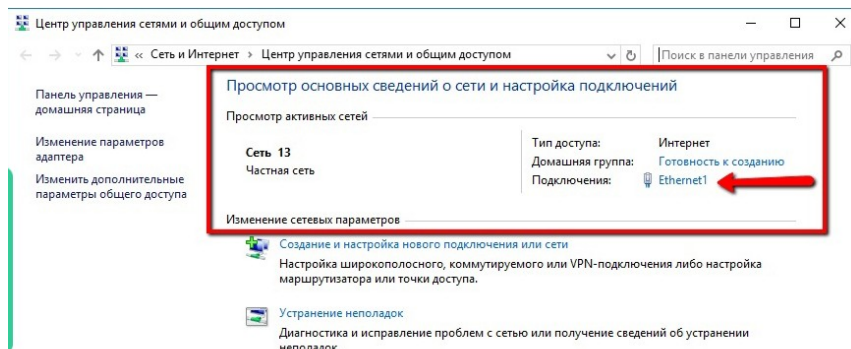 Центр управления сетями и общим доступом
« Сеть и Интернет › Центр управления сетями и общим доступом
Поиск в панели управления
Панель управления —
домашняя страница
Изменение параметров
адаптера
Изменить дополнительные
параметры общего доступа
Просмотр основных сведений о сети и настройка подключений
Просмотр активных сетей
Сеть 13
Частная сеть
Тип доступа: Интернет
Домашняя группа: Готовность к созданию
Подключения: Ethernet1
Изменение сетевых параметров
Создание и настройка нового подключения или сети
Настройка широкополосного, коммутируемого или VPN-подключения либо настройка
маршрутизатора или точки доступа.
Устранение неполадок
Диагностика и исправление проблем с сетью или получение сведений об устранении
неполадок.